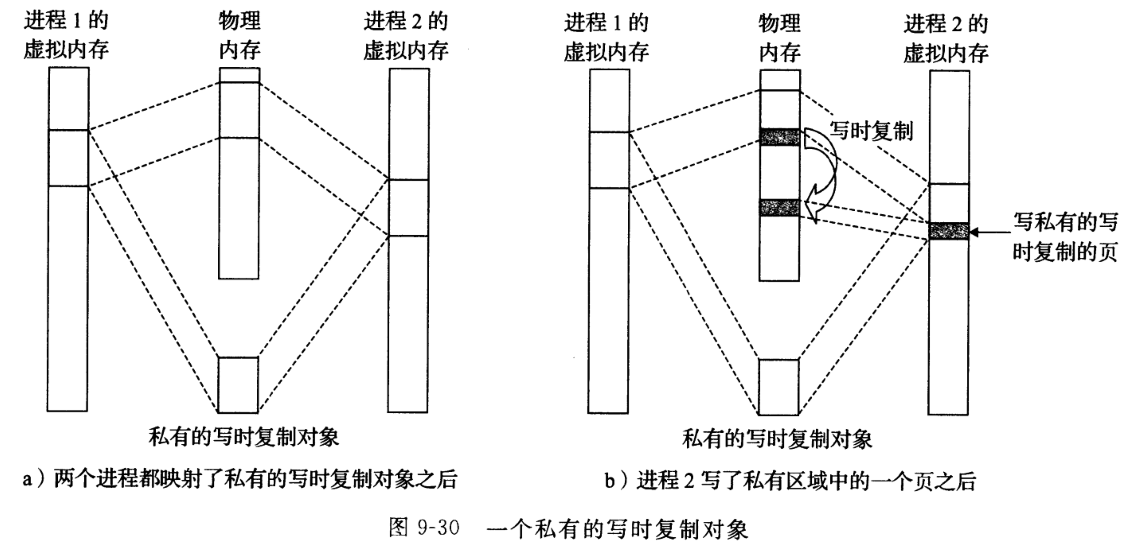 进程 1 的
虚拟内存
物理
内存
进程 2 的
虚拟内存
私有的写时复制对象
a）两个进程都映射了私有的写时复制对象之后
进程 1 的
虚拟内存
物理
内存
进程 2 的
虚拟内存
写时复制
写私有的写
时复制的页
私有的写时复制对象
b）进程 2 写了私有区域中的一个页之后
图 9-30 一个私有的写时复制对象